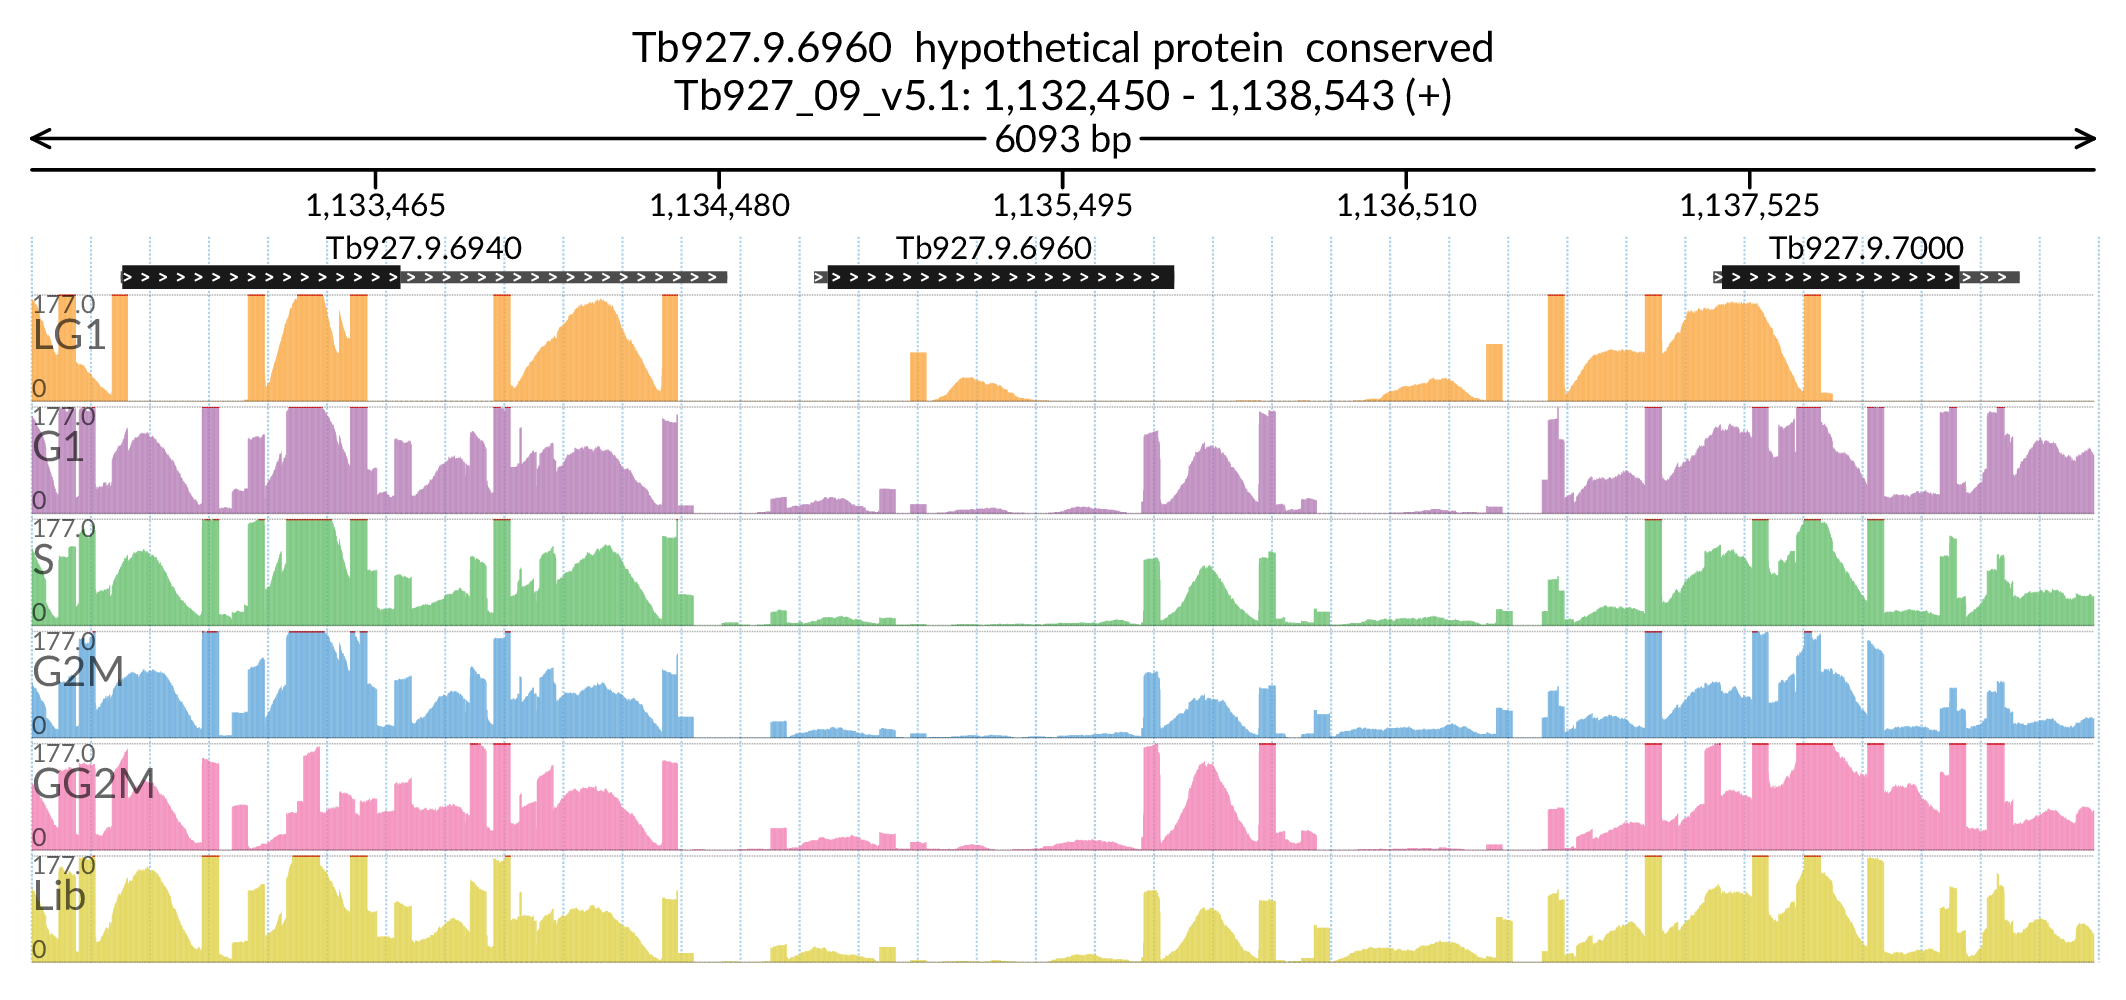 Tb927.9.6960  hypothetical protein  conserved
Tb927_09_v5.1: 1,132,450 - 1,138,543 (+)
6093 bp
1,133,465 1,134,480 1,135,495 1,136,510 1,137,525
Tb927.9.6940 Tb927.9.6960 Tb927.9.7000
177.0
LG1
0
177.0
G1
0
177.0
S
0
177.0
G2M
0
177.0
GG2M
0
177.0
Lib
0